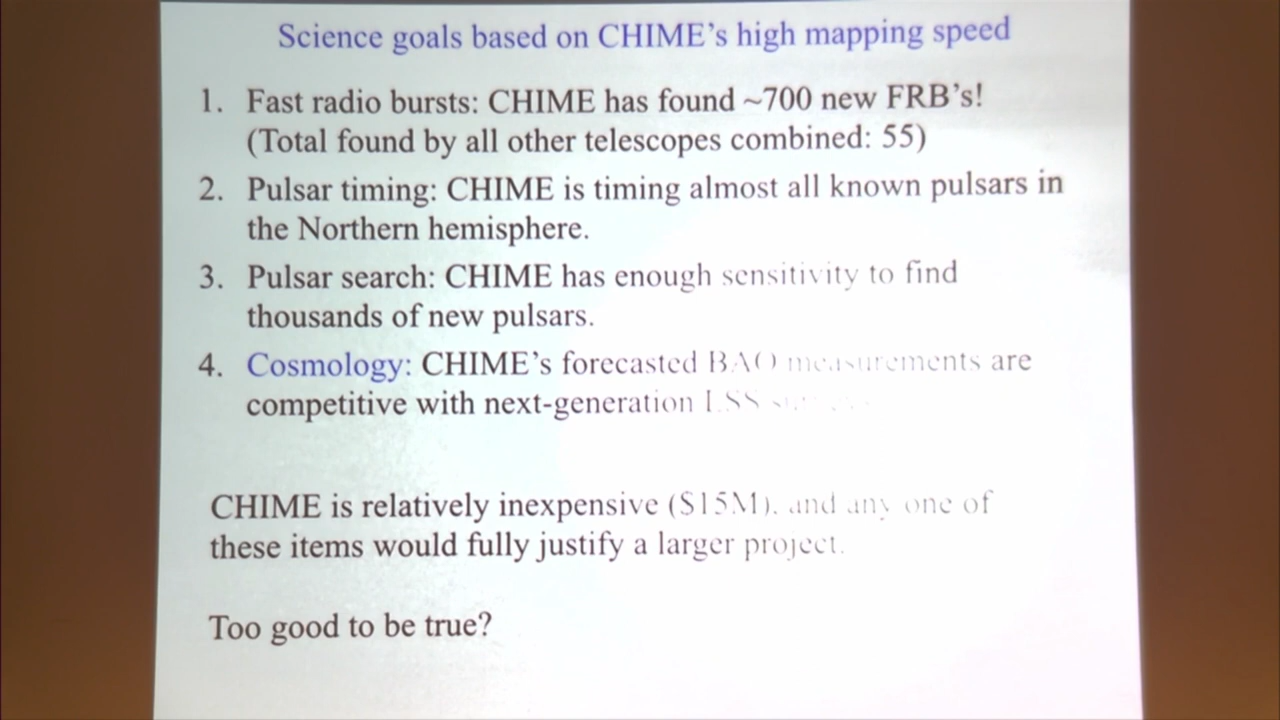 Science goals based on CHIME's high mapping speed
1. Fast radio bursts: CHIME has found ~700 new FRB's!
(Total found by all other telescopes combined: 55)
2. Pulsar timing: CHIME is timing almost all known pulsars in
the Northern hemisphere.
3. Pulsar search: CHIME has enough sensitivity to find
thousands of new pulsars.
4. Cosmology: CHIME's forecasted BAO measurements are
competitive with next-generation LSS
CHIME is relatively inexpensive ($15M), and any one of
these items would fully justify a larger project.
Too good to be true?